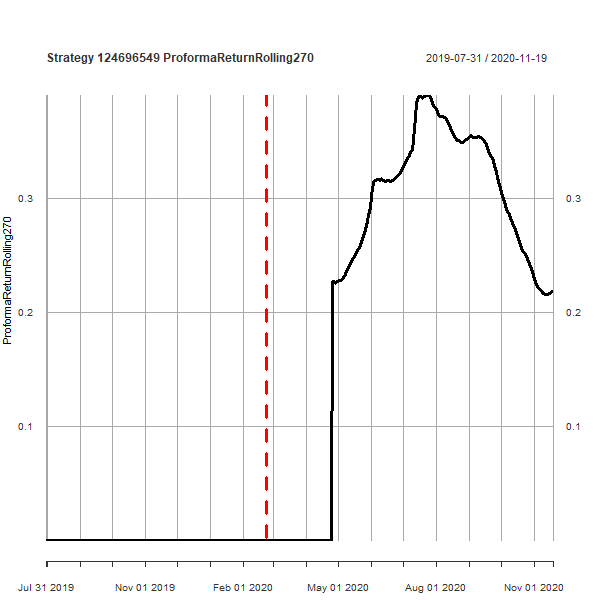 Strategy 124696549 ProformaReturnRolling270
2019-07-31 / 2020-11-19
ProformaReturnRolling270
0.3
0.2
0.1
0.3
0.2
0.1
Jul 31 2019
Nov 01 2019
Feb 01 2020
May 01 2020
Aug 01 2020
Nov 01 2020